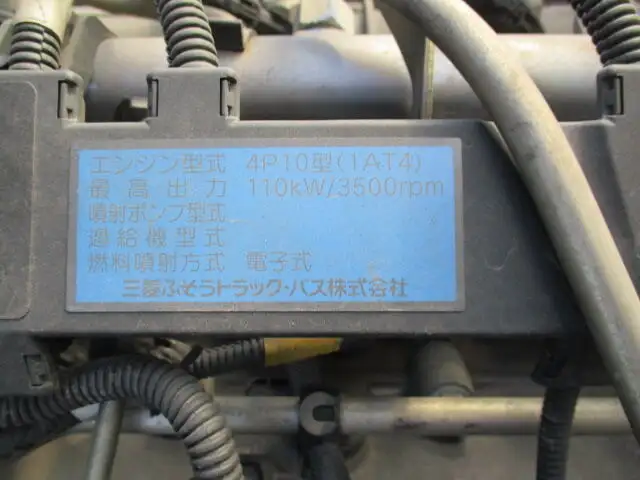 エンジン型式 4P10型(1AT4)
最高出力 110kW/3500rpm
噴射ポンプ型式
過給機型式
燃料噴射方式 電子式
三菱ふそうトラック・バス株式会社